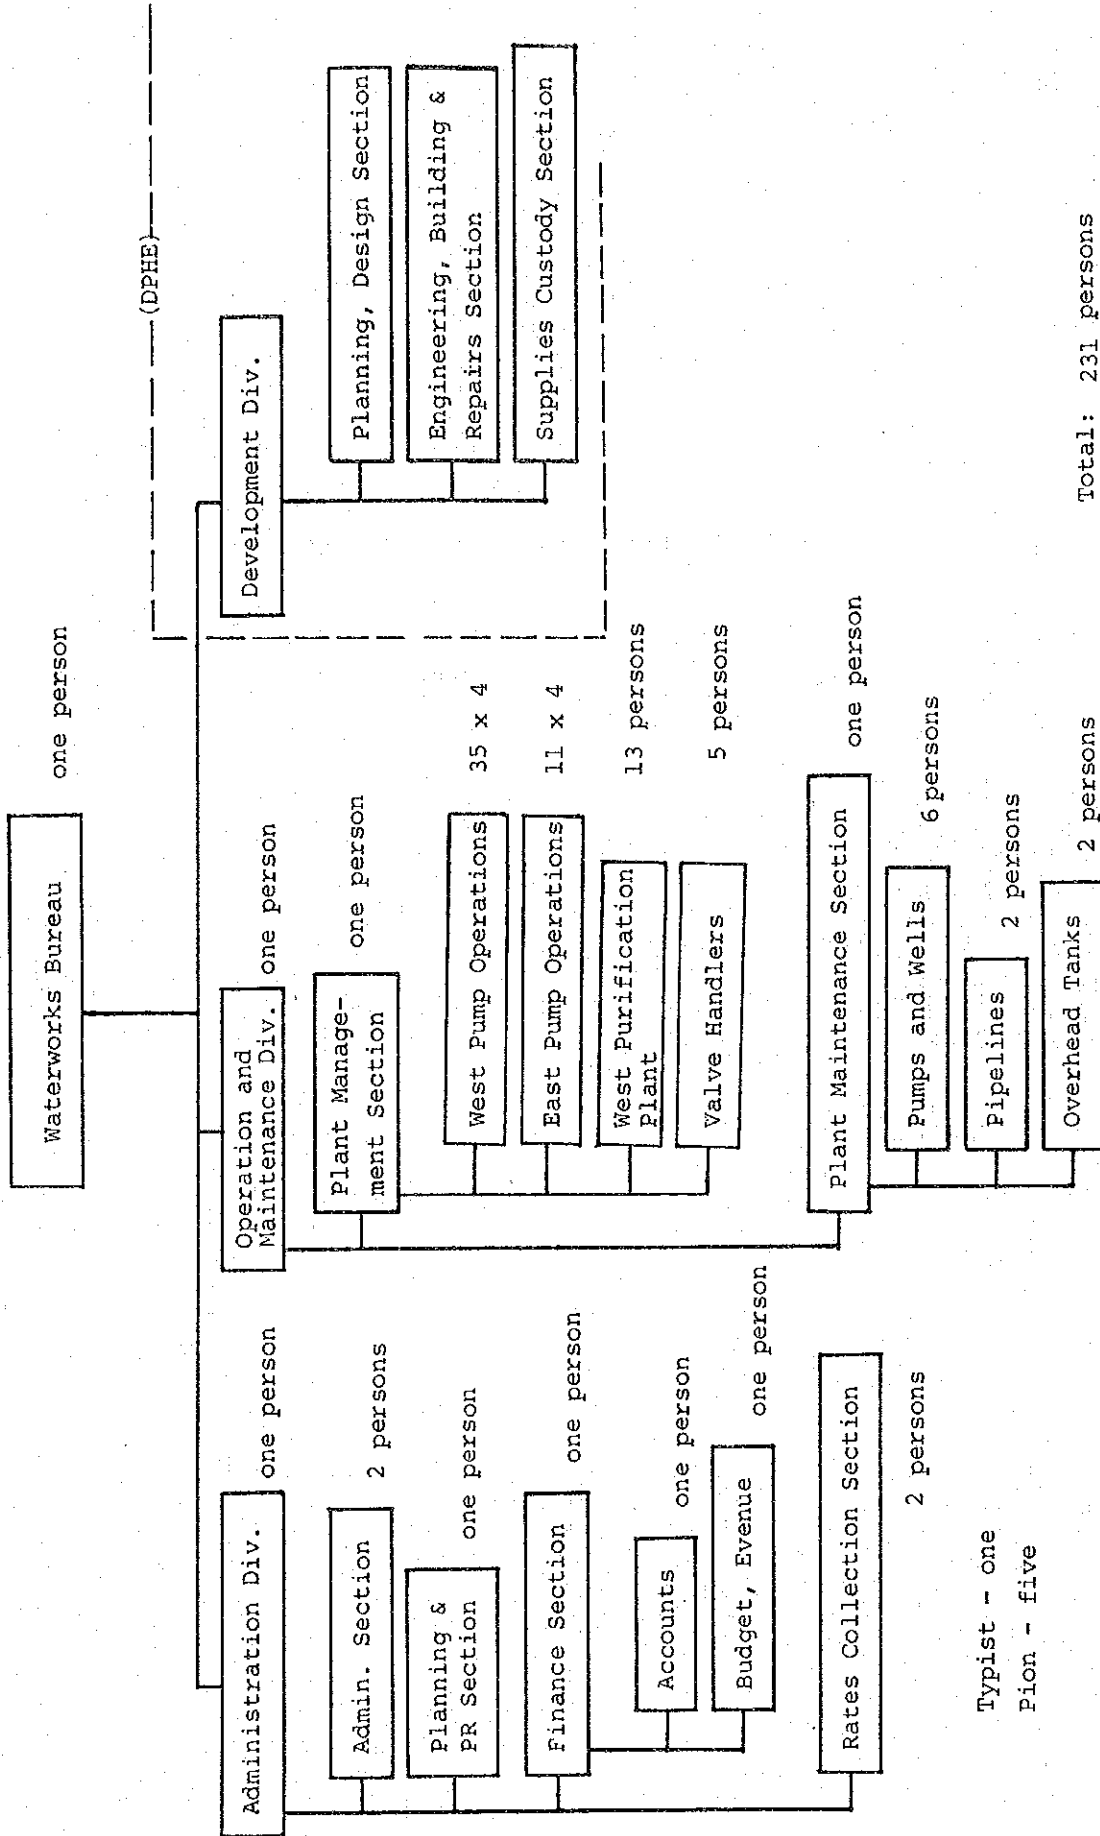 Waterworks Bureau
one person
(DPHE)
Administration Div.
one person
Admin. Section
2 persons
Planning &
PR Section
one person
Finance Section
one person
Accounts
one person
Budget, Evenue
one person
Rates Collection Section
2 persons
Typist - one
Pion - five
Operation and
Maintenance Div.
one person
Plant Manage-
ment Section
one person
West Pump Operations
35 x 4
East Pump Operations
11 x 4
West Purification
Plant
13 persons
Valve Handlers
5 persons
Plant Maintenance Section
one person
Pumps and Wells
6 persons
Pipelines
2 persons
Overhead Tanks
2 persons
Development Div.
Planning, Design Section
Engineering, Building &
Repairs Section
Supplies Custody Section
Total: 231 persons